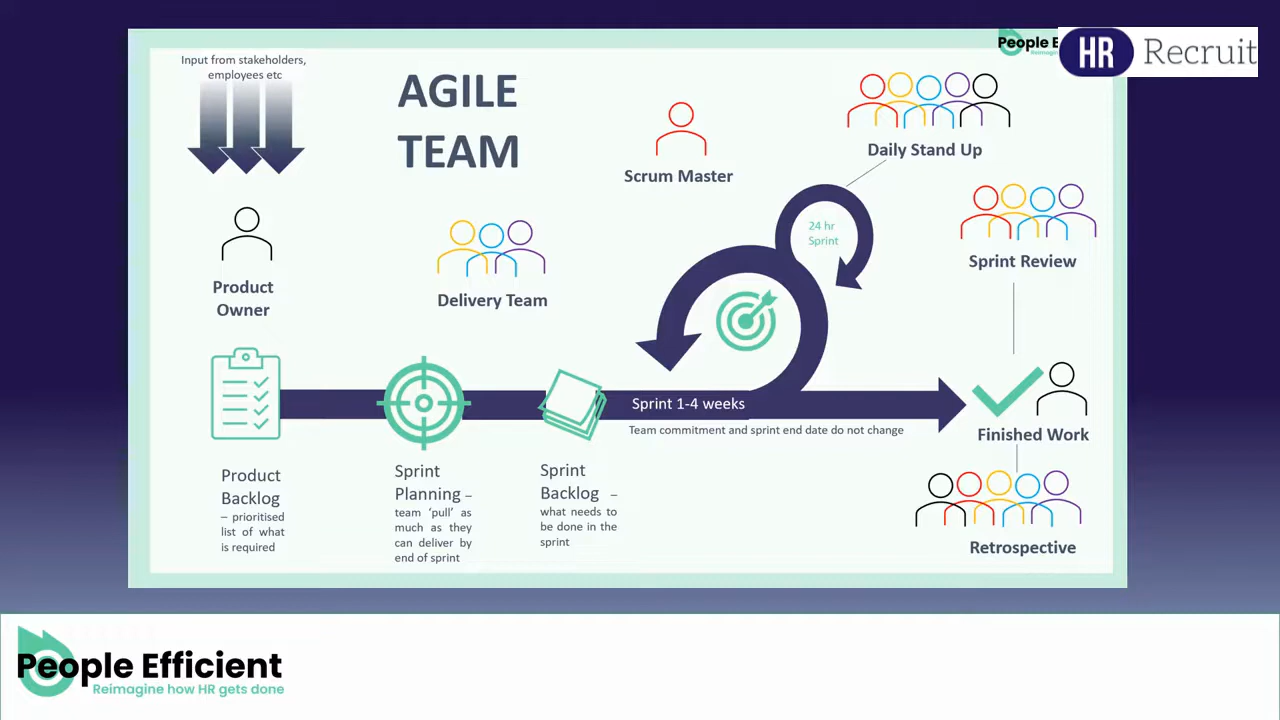 Input from stakeholders,
employees etc
AGILE
TEAM
People E
HR Recruit
Scrum Master
Daily Stand Up
Product
Owner
Delivery Team
24 hr
Sprint
Sprint Review
Sprint 1-4 weeks
Team commitment and sprint end date do not change
Finished Work
Product
Backlog
– prioritised
list of what
is required
Sprint
Planning –
team ‘pull’ as
much as they
can deliver by
end of sprint
Sprint
Backlog –
what needs to
be done in the
sprint
Retrospective
People Efficient
Reimagine how HR gets done